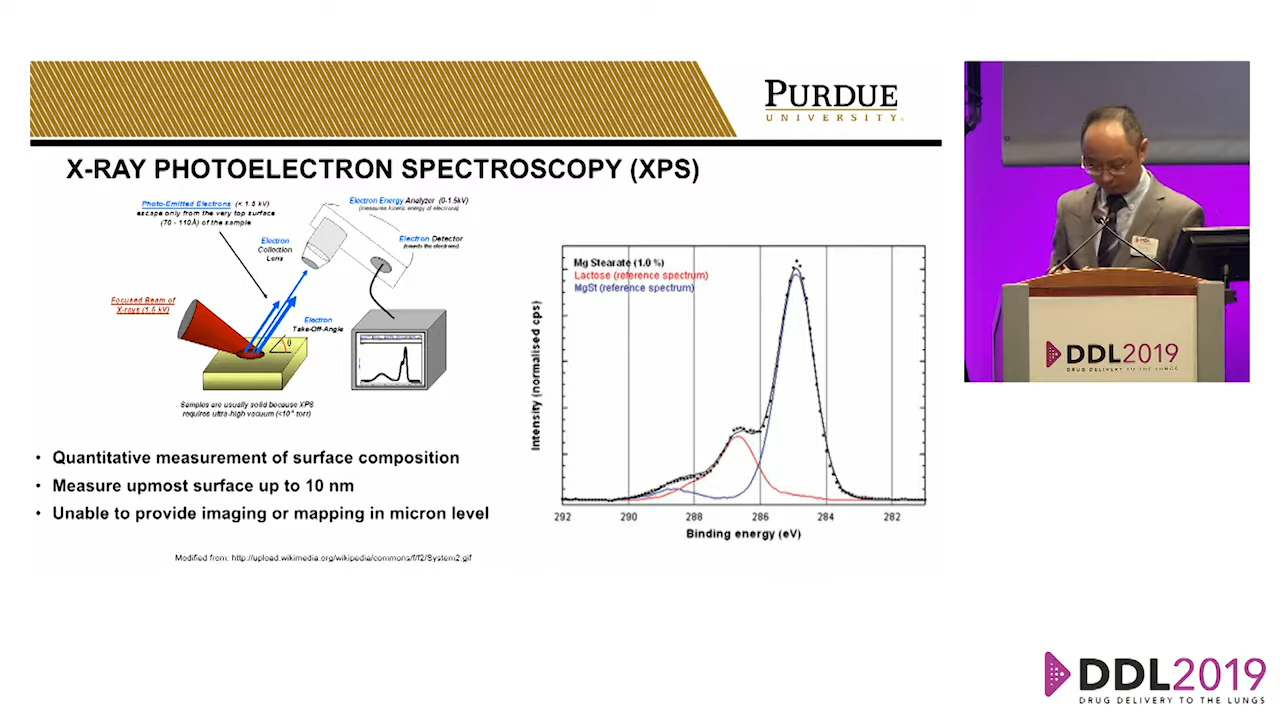 PURDUE
UNIVERSITY
X-RAY PHOTOELECTRON SPECTROSCOPY (XPS)
Photo-Emitted Electrons (< 1.5 kV)
escape only from the very top surface
(70 - 110Å) of the sample
Electron Energy Analyzer (0-1.5kV)
(measures kinetic energy of electrons)
Electron
Collection
Lens
Electron Detector
(counts the electrons)
Focused Beam of
X-rays (1.5 kV)
Electron
Take-Off-Angle
θ
Samples are usually solid because XPS
requires ultra-high vacuum (<10⁻⁸ torr)
Mg Stearate (1.0 %)
Lactose (reference spectrum)
MgSt (reference spectrum)
Intensity (normalised cps)
292 290 288 286 284 282
Binding energy (eV)
• Quantitative measurement of surface composition
• Measure upmost surface up to 10 nm
• Unable to provide imaging or mapping in micron level
Modified from: http://upload.wikimedia.org/wikipedia/commons/f/f2/System2.gif
DDL2019
DRUG DELIVERY TO THE LUNGS
DDL2019
DRUG DELIVERY TO THE LUNGS